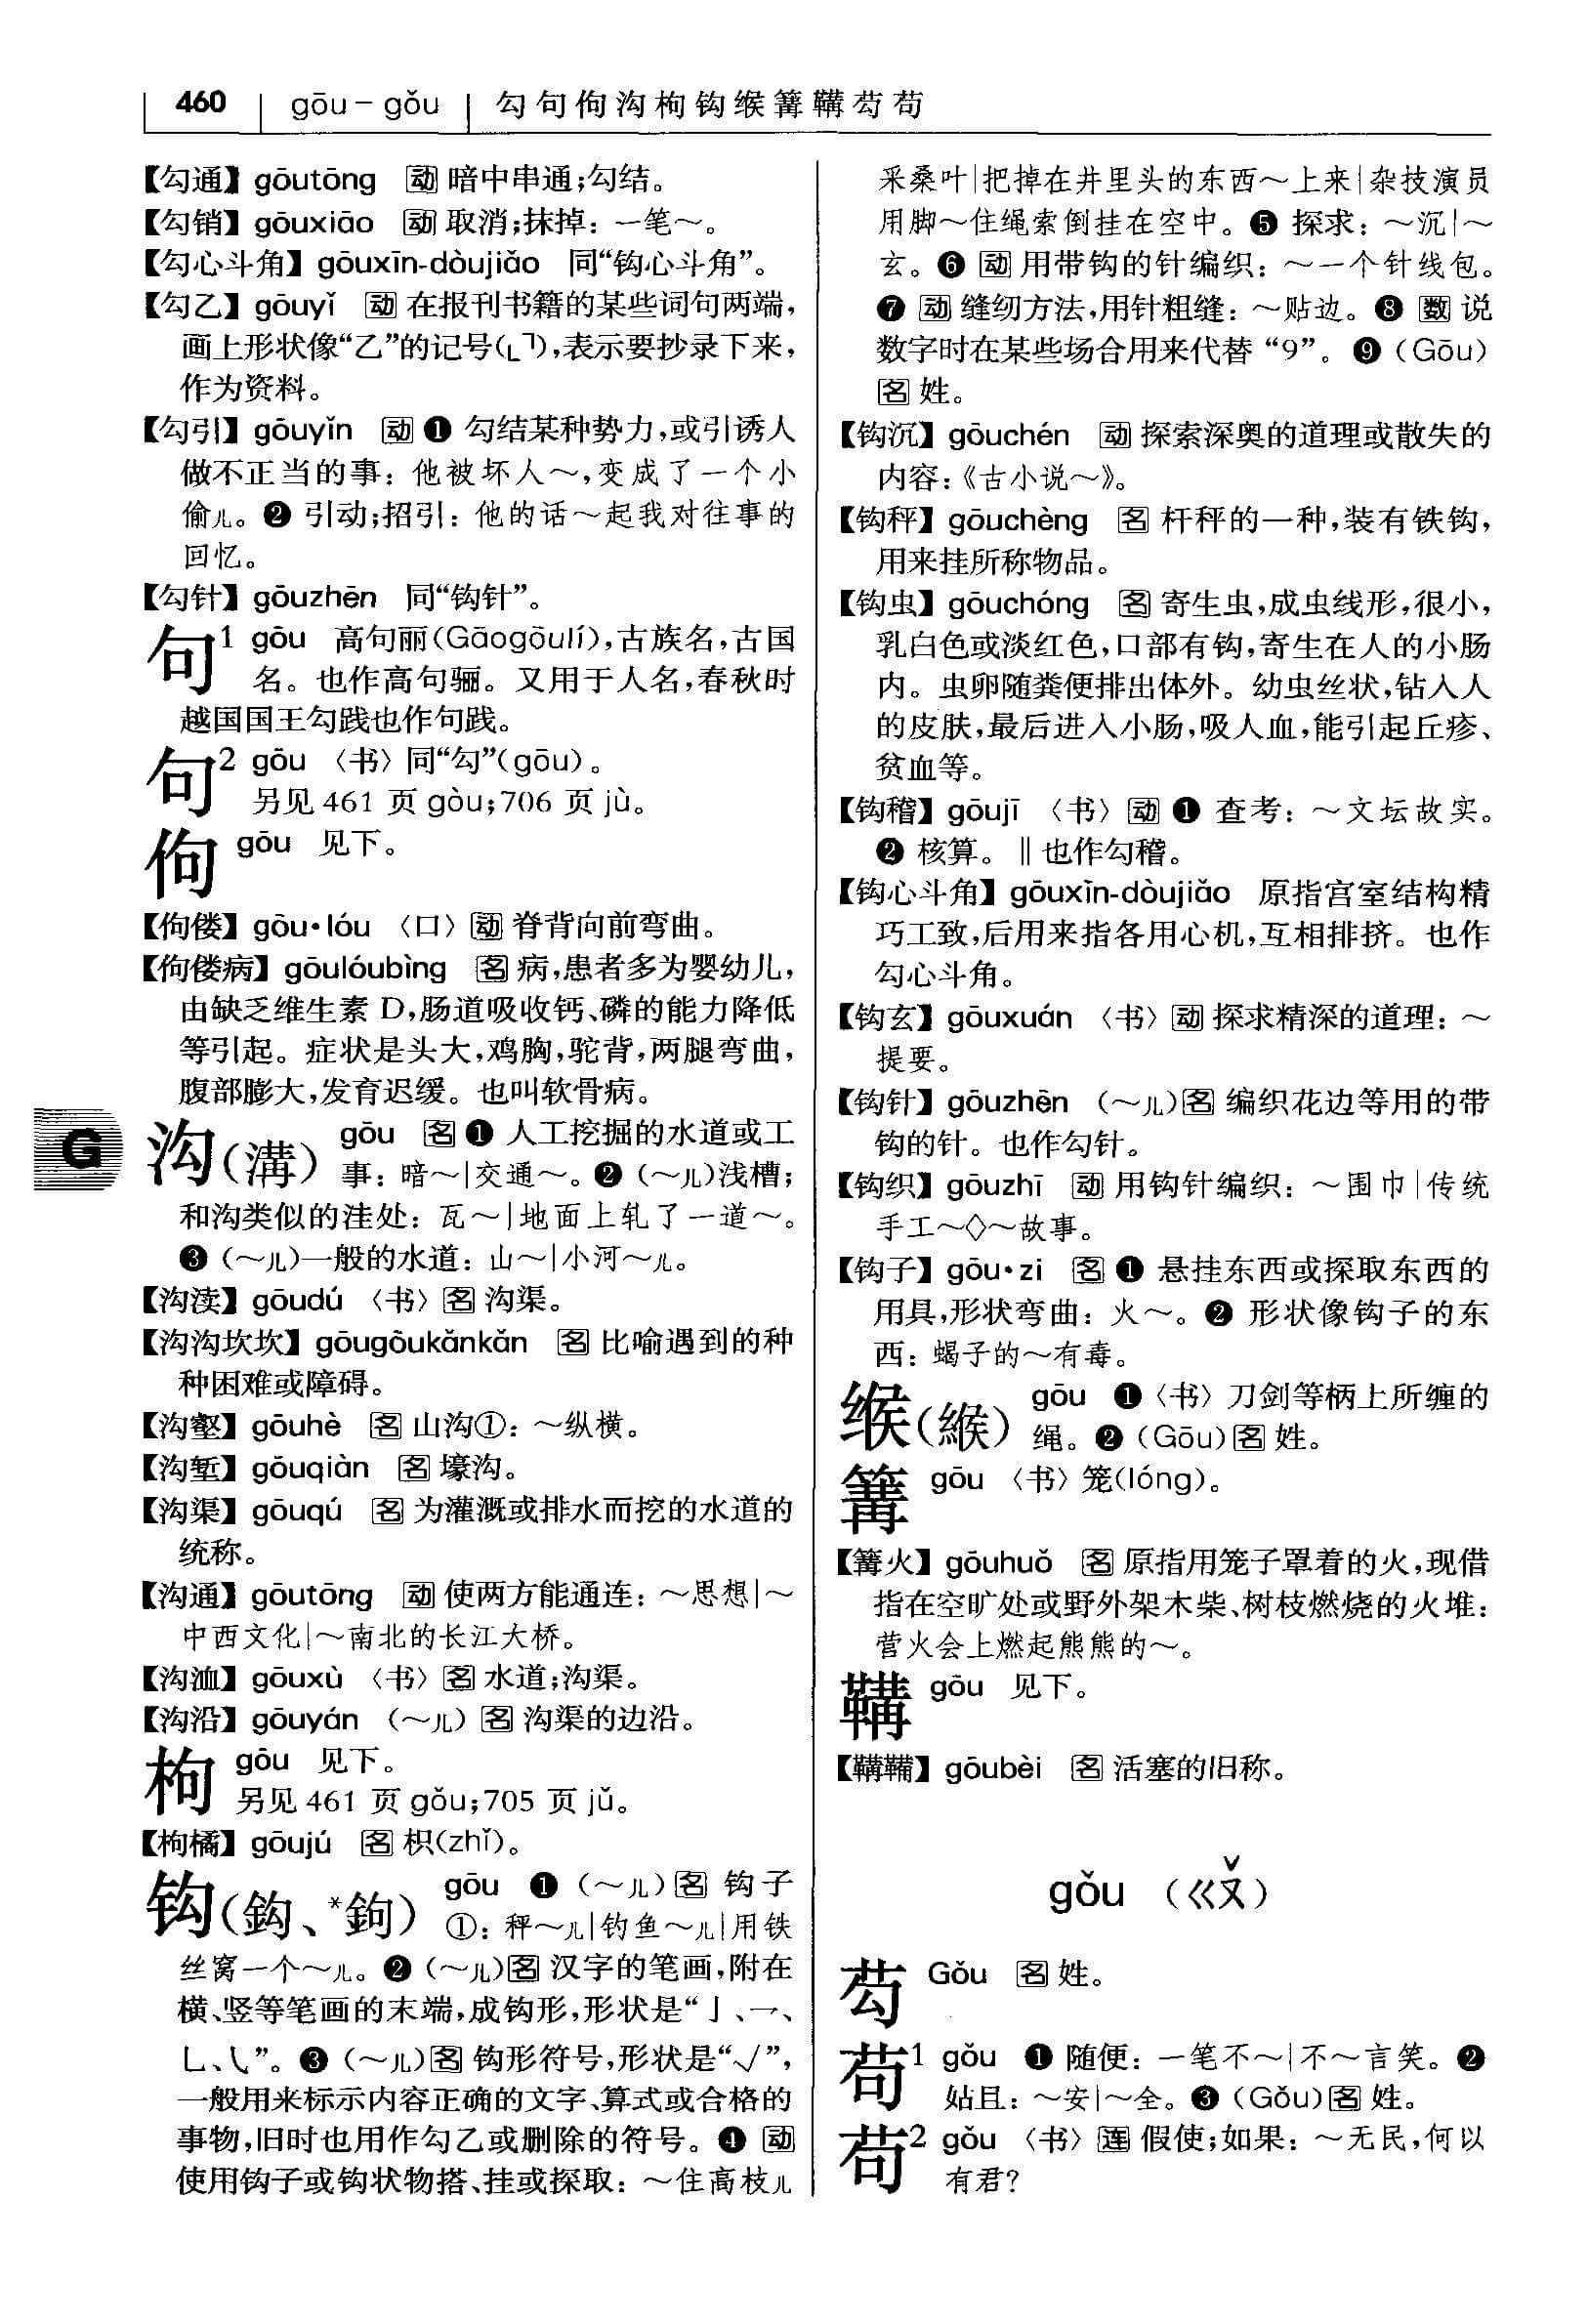 460 gōu－gǒu 勾句佝沟枸钩缑篝鞲芶苟
【勾通】gōutōng 动 暗中串通;勾结。
【勾销】gōuxiāo 动 取消;抹掉：一笔～。
【勾心斗角】gōuxīn-dòujiǎo 同“钩心斗角”。
【勾乙】gōuyǐ 动 在报刊书籍的某些词句两端,
画上形状像“乙”的记号(),表示要抄录下来,
作为资料。
【勾引】gōuyǐn 动 ❶ 勾结某种势力,或引诱人
做不正当的事：他被坏人～,变成了一个小
偷儿。❷ 引动;招引：他的话～起我对往事的
回忆。
【勾针】gōuzhēn 同“钩针”。
句1 gōu 高句丽(Gāogōulí),古族名,古国
名。也作高句骊。又用于人名,春秋时
越国国王勾践也作句践。
句2 gōu 〈书〉同“勾”(gōu)。
另见 461 页 gòu;706 页 jù。
佝 gōu 见下。
【佝偻】gōu•lóu 〈口〉动 脊背向前弯曲。
【佝偻病】gōulóubìng 名 病,患者多为婴幼儿,
由缺乏维生素 D,肠道吸收钙、磷的能力降低
等引起。症状是头大,鸡胸,驼背,两腿弯曲,
腹部膨大,发育迟缓。也叫软骨病。
G
沟(溝) gōu 名 ❶ 人工挖掘的水道或工
事：暗～|交通～。❷ (～儿)浅槽;
和沟类似的洼处：瓦～|地面上轧了一道～。
❸ (～儿)一般的水道：山～|小河～儿。
【沟渎】gōudú 〈书〉名 沟渠。
【沟沟坎坎】gōugōukǎnkǎn 名 比喻遇到的种
种困难或障碍。
【沟壑】gōuhè 名 山沟①：～纵横。
【沟堑】gōuqiàn 名 壕沟。
【沟渠】gōuqú 名 为灌溉或排水而挖的水道的
统称。
【沟通】gōutōng 动 使两方能通连：～思想|～
中西文化|～南北的长江大桥。
【沟洫】gōuxù 〈书〉名 水道;沟渠。
【沟沿】gōuyán (～儿) 名 沟渠的边沿。
枸 gōu 见下。
另见 461 页 gǒu;705 页 jǔ。
【枸橘】gōujú 名 枳(zhǐ)。
钩(鈎、*鉤) gōu ❶ (～儿)名 钩子
①：秤～儿|钓鱼～儿|用铁
丝窝一个～儿。❷ (～儿)名 汉字的笔画,附在
横、竖等笔画的末端,成钩形,形状是“亅、乛、
乚、㇂”。❸ (～儿)名 钩形符号,形状是“√”,
一般用来标示内容正确的文字、算式或合格的
事物,旧时也用作勾乙或删除的符号。❹ 动
使用钩子或钩状物搭、挂或探取：～住高枝儿
采桑叶|把掉在井里头的东西～上来|杂技演员
用脚～住绳索倒挂在空中。❺ 探求：～沉|～
玄。❻ 动 用带钩的针编织：～一个针线包。
❼ 动 缝纫方法,用针粗缝：～贴边。❽ 数 说
数字时在某些场合用来代替“9”。❾ (Gōu)
名 姓。
【钩沉】gōuchén 动 探索深奥的道理或散失的
内容：《古小说～》。
【钩秤】gōuchèng 名 杆秤的一种,装有铁钩,
用来挂所称物品。
【钩虫】gōuchóng 名 寄生虫,成虫线形,很小,
乳白色或淡红色,口部有钩,寄生在人的小肠
内。虫卵随粪便排出体外。幼虫丝状,钻入人
的皮肤,最后进入小肠,吸人血,能引起丘疹、
贫血等。
【钩稽】gōujī 〈书〉动 ❶ 查考：～文坛故实。
❷ 核算。‖也作勾稽。
【钩心斗角】gōuxīn-dòujiǎo 原指宫室结构精
巧工致,后用来指各用心机,互相排挤。也作
勾心斗角。
【钩玄】gōuxuán 〈书〉动 探求精深的道理：～
提要。
【钩针】gōuzhēn (～儿)名 编织花边等用的带
钩的针。也作勾针。
【钩织】gōuzhī 动 用钩针编织：～围巾|传统
手工～◇～故事。
【钩子】gōu•zi 名 ❶ 悬挂东西或探取东西的
用具,形状弯曲：火～。❷ 形状像钩子的东
西：蝎子的～有毒。
缑(緱) gōu ❶〈书〉刀剑等柄上所缠的
绳。❷ (Gōu)名 姓。
篝 gōu 〈书〉笼(lóng)。
【篝火】gōuhuǒ 名 原指用笼子罩着的火,现借
指在空旷处或野外架木柴、树枝燃烧的火堆：
营火会上燃起熊熊的～。
鞲 gōu 见下。
【鞲鞴】gōubèi 名 活塞的旧称。
gǒu (ㄍㄡˇ)
芶 Gǒu 名 姓。
苟1 gǒu ❶ 随便：一笔不～|不～言笑。❷
姑且：～安|～全。❸ (Gǒu)名 姓。
苟2 gǒu 〈书〉连 假使;如果：～无民,何以
有君?